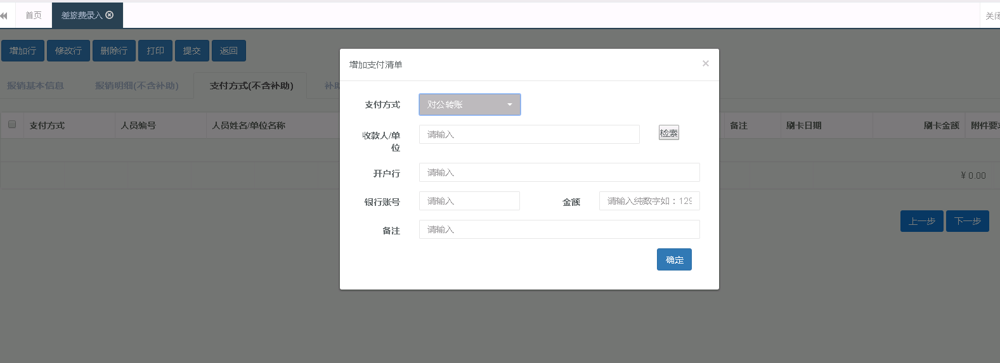 首页
差旅费录入
关闭
增加行 修改行 删除行 打印 提交 返回
报销基本信息 报销明细(不含补助) 支付方式(不含补助) 补助
支付方式 人员编号 人员姓名/单位名称 备注 刷卡日期 刷卡金额 附件要求
¥ 0.00
上一步 下一步
增加支付清单 ×
支付方式 对公转账
收款人/单
位 请输入 检索
开户行 请输入
银行账号 请输入 金额 请输入纯数字如：129
备注 请输入
确定